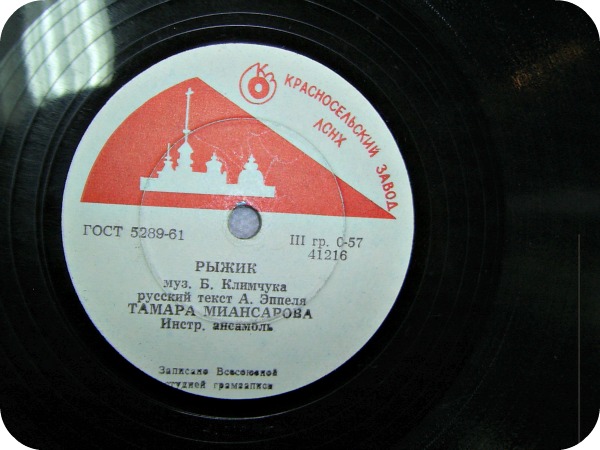 КРАСНОСЕЛЬСКИЙ ЗАВОД
ЛСНХ
ГОСТ 5289-61
III гр. 0-57
41216
РЫЖИК
муз. Б. Климчука
русский текст А. Эппеля
ТАМАРА МИАНСАРОВА
Инстр. ансамбль
Записано Всесоюзной
студией грамзаписи